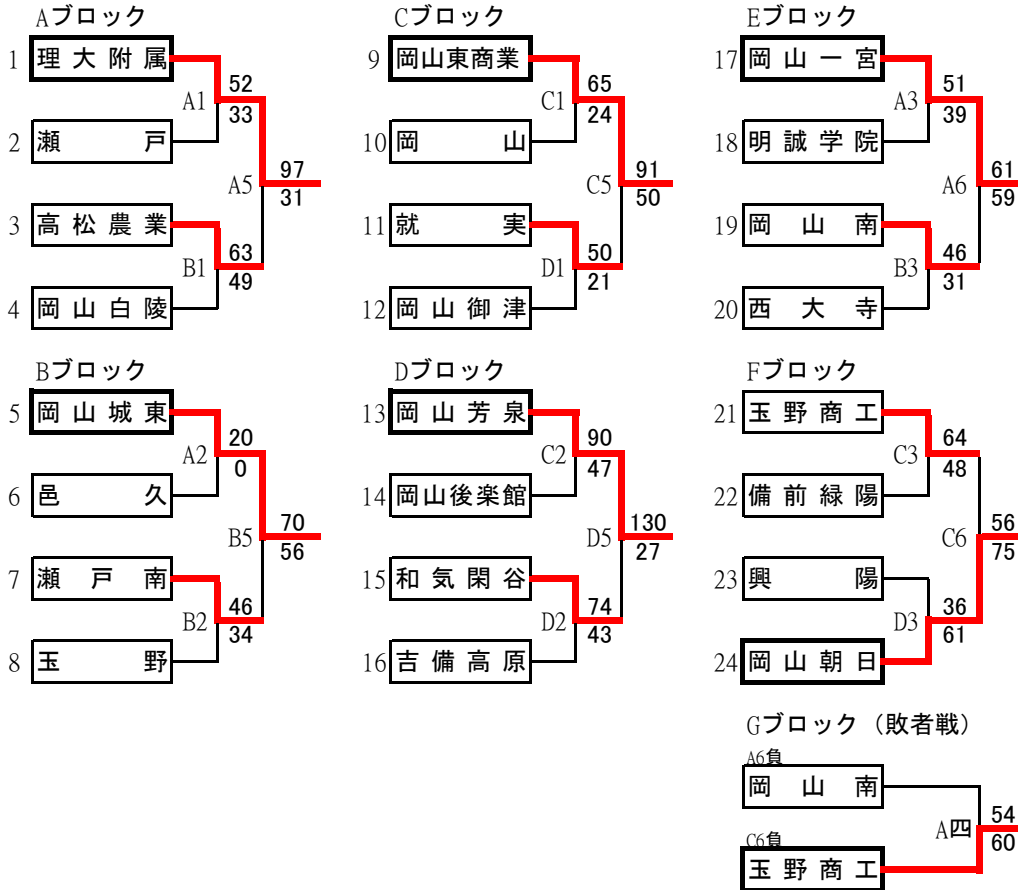 Aブロック
1 理大附属
52
A1
33
2 瀬戸
97
A5
31
3 高松農業
63
B1
49
4 岡山白陵
Bブロック
5 岡山城東
20
A2
0
6 邑久
70
B5
56
7 瀬戸南
46
B2
34
8 玉野
Cブロック
9 岡山東商業
65
C1
24
10 岡山
91
C5
50
11 就実
50
D1
21
12 岡山御津
Dブロック
13 岡山芳泉
90
C2
47
14 岡山後楽館
130
D5
27
15 和気閑谷
74
D2
43
16 吉備高原
Eブロック
17 岡山一宮
51
A3
39
18 明誠学院
61
A6
59
19 岡山南
46
B3
31
20 西大寺
Fブロック
21 玉野商工
64
C3
48
22 備前緑陽
56
C6
75
23 興陽
36
D3
61
24 岡山朝日
Gブロック（敗者戦）
A6負
岡山南
54
A四
60
C6負
玉野商工